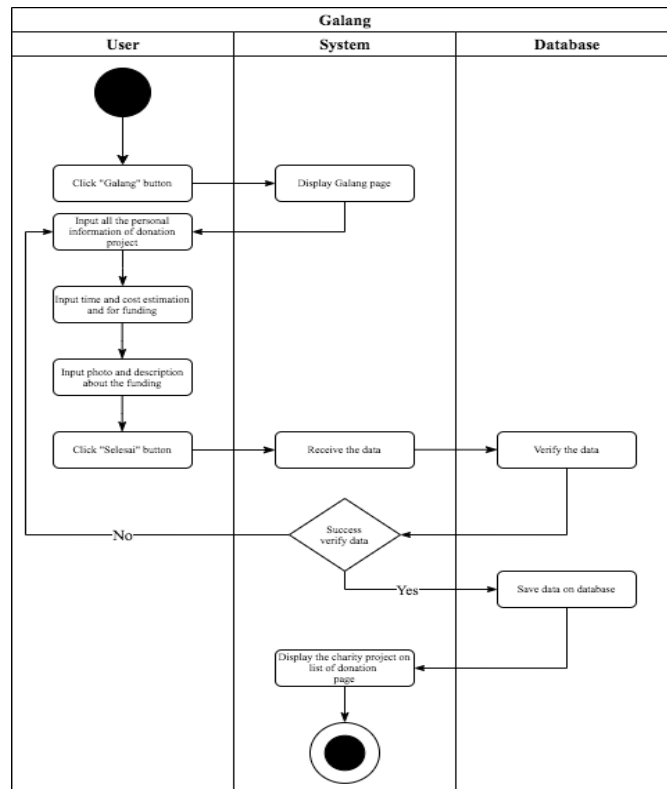 Galang
User
System
Database
Click "Galang" button
Display Galang page
Input all the personal
information of donation
project
Input time and cost estimation
and for funding
Input photo and description
about the funding
Click "Selesai" button
Receive the data
Verify the data
Success
verify data
No
Yes
Save data on database
Display the charity project on
list of donation
page